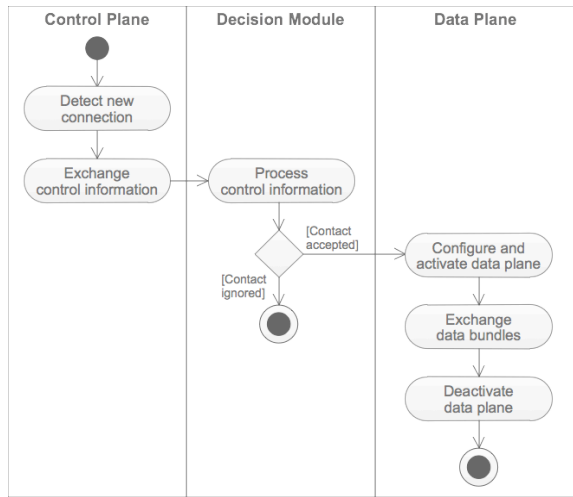 Control Plane
Decision Module
Data Plane
Detect new
connection
Exchange
control information
Process
control information
[Contact
accepted]
[Contact
ignored]
Configure and
activate data plane
Exchange
data bundles
Deactivate
data plane